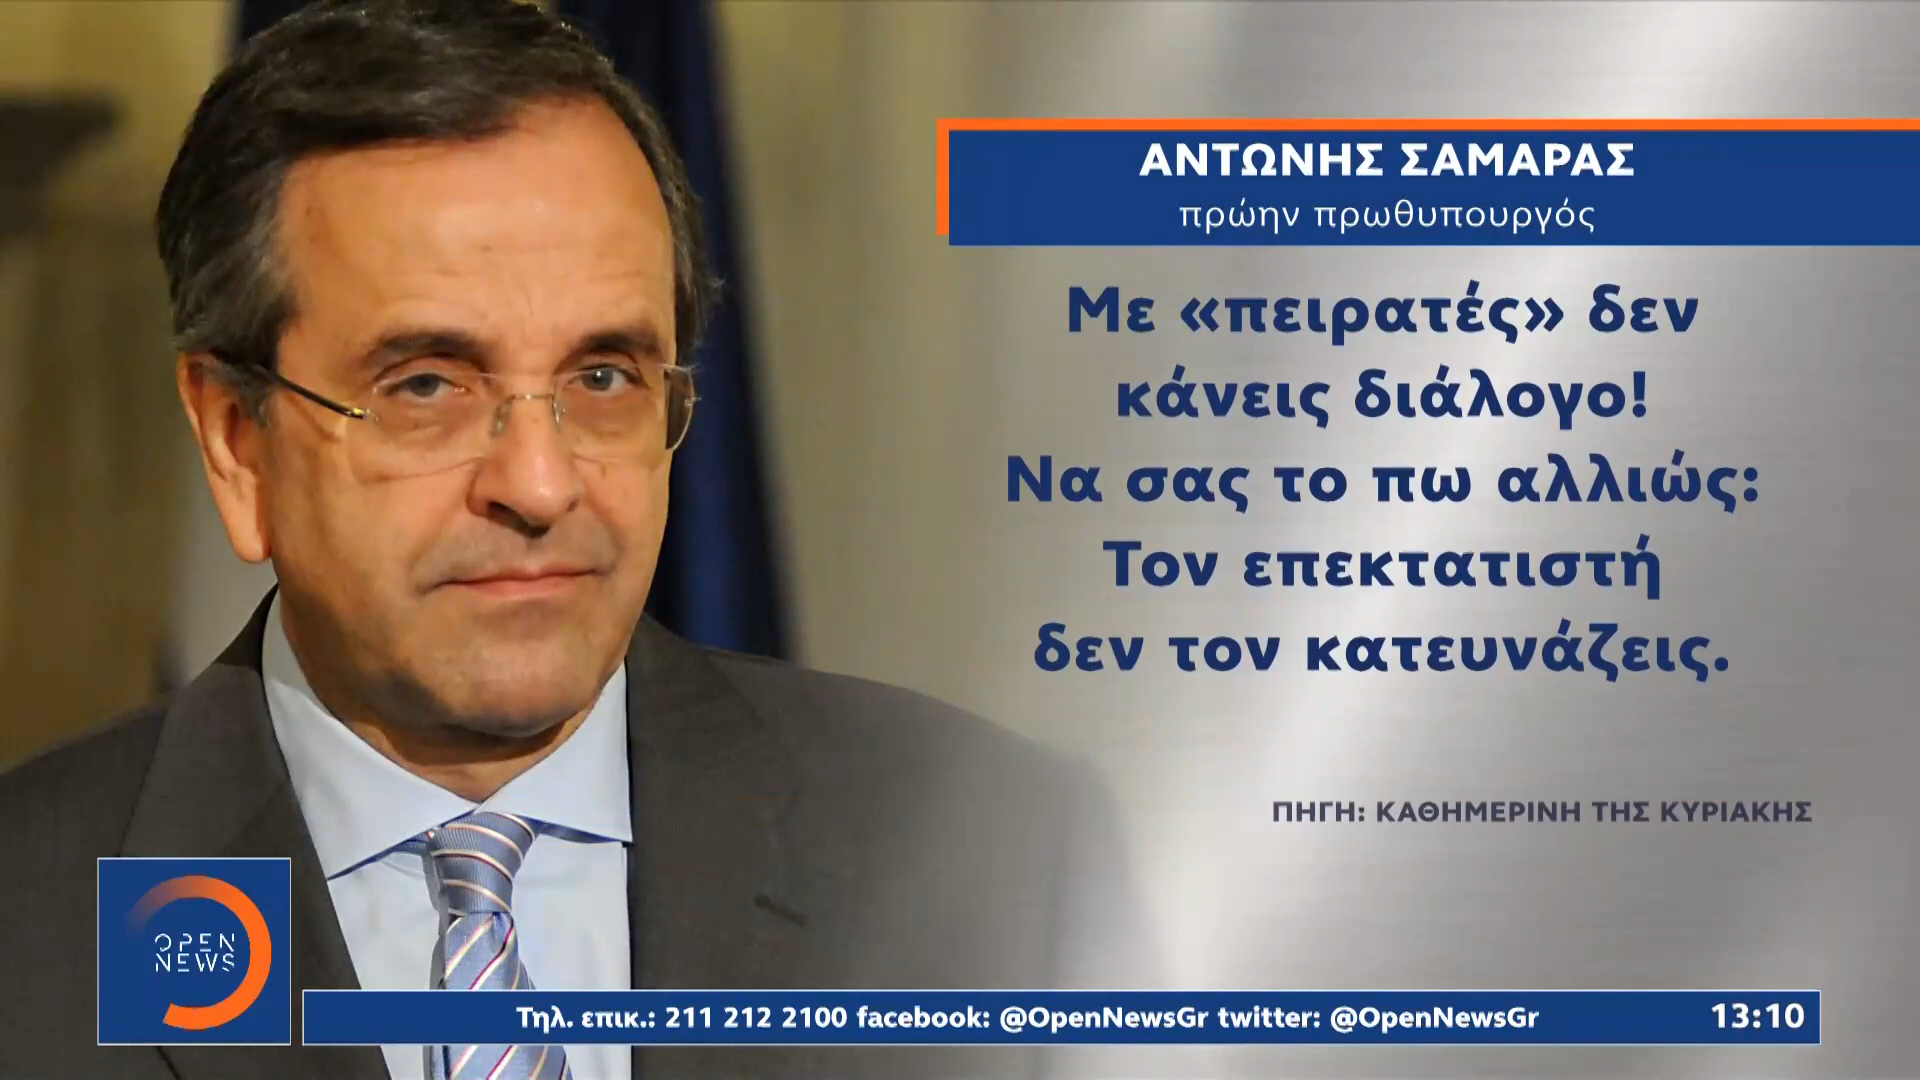 ΑΝΤΩΝΗΣ ΣΑΜΑΡΑΣ
πρώην πρωθυπουργός
Με «πειρατές» δεν
κάνεις διάλογο!
Να σας το πω αλλιώς:
Τον επεκτατιστή
δεν τον κατευνάζεις.
ΠΗΓΗ: ΚΑΘΗΜΕΡΙΝΗ ΤΗΣ ΚΥΡΙΑΚΗΣ
OPEN
NEWS
Τηλ. επικ.: 211 212 2100 facebook: @OpenNewsGr twitter: @OpenNewsGr 13:10